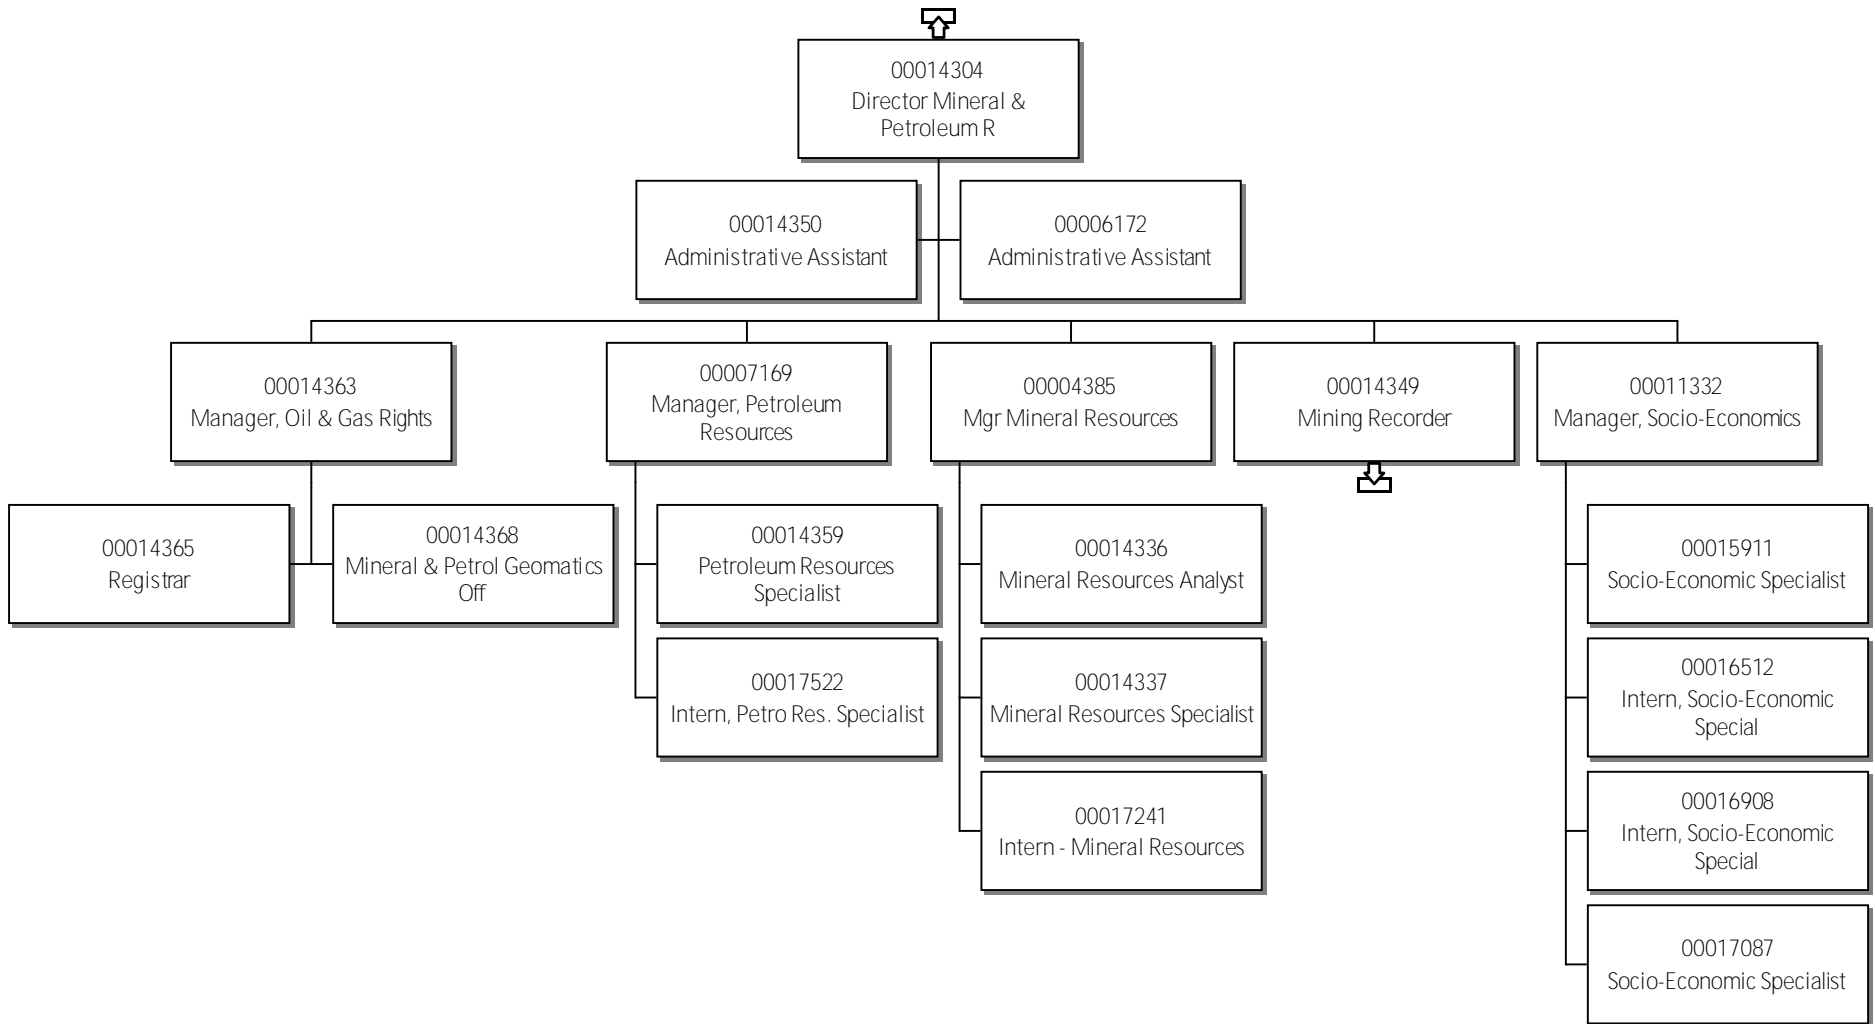 00014304
Director Mineral &
Petroleum R
00014350
Administrative Assistant
00006172
Administrative Assistant
00014363
Manager, Oil & Gas Rights
00007169
Manager, Petroleum
Resources
00004385
Mgr Mineral Resources
00014349
Mining Recorder
00011332
Manager, Socio-Economics
00014365
Registrar
00014368
Mineral & Petrol Geomatics
Off
00014359
Petroleum Resources
Specialist
00017522
Intern, Petro Res. Specialist
00014336
Mineral Resources Analyst
00014337
Mineral Resources Specialist
00017241
Intern - Mineral Resources
00015911
Socio-Economic Specialist
00016512
Intern, Socio-Economic
Special
00016908
Intern, Socio-Economic
Special
00017087
Socio-Economic Specialist